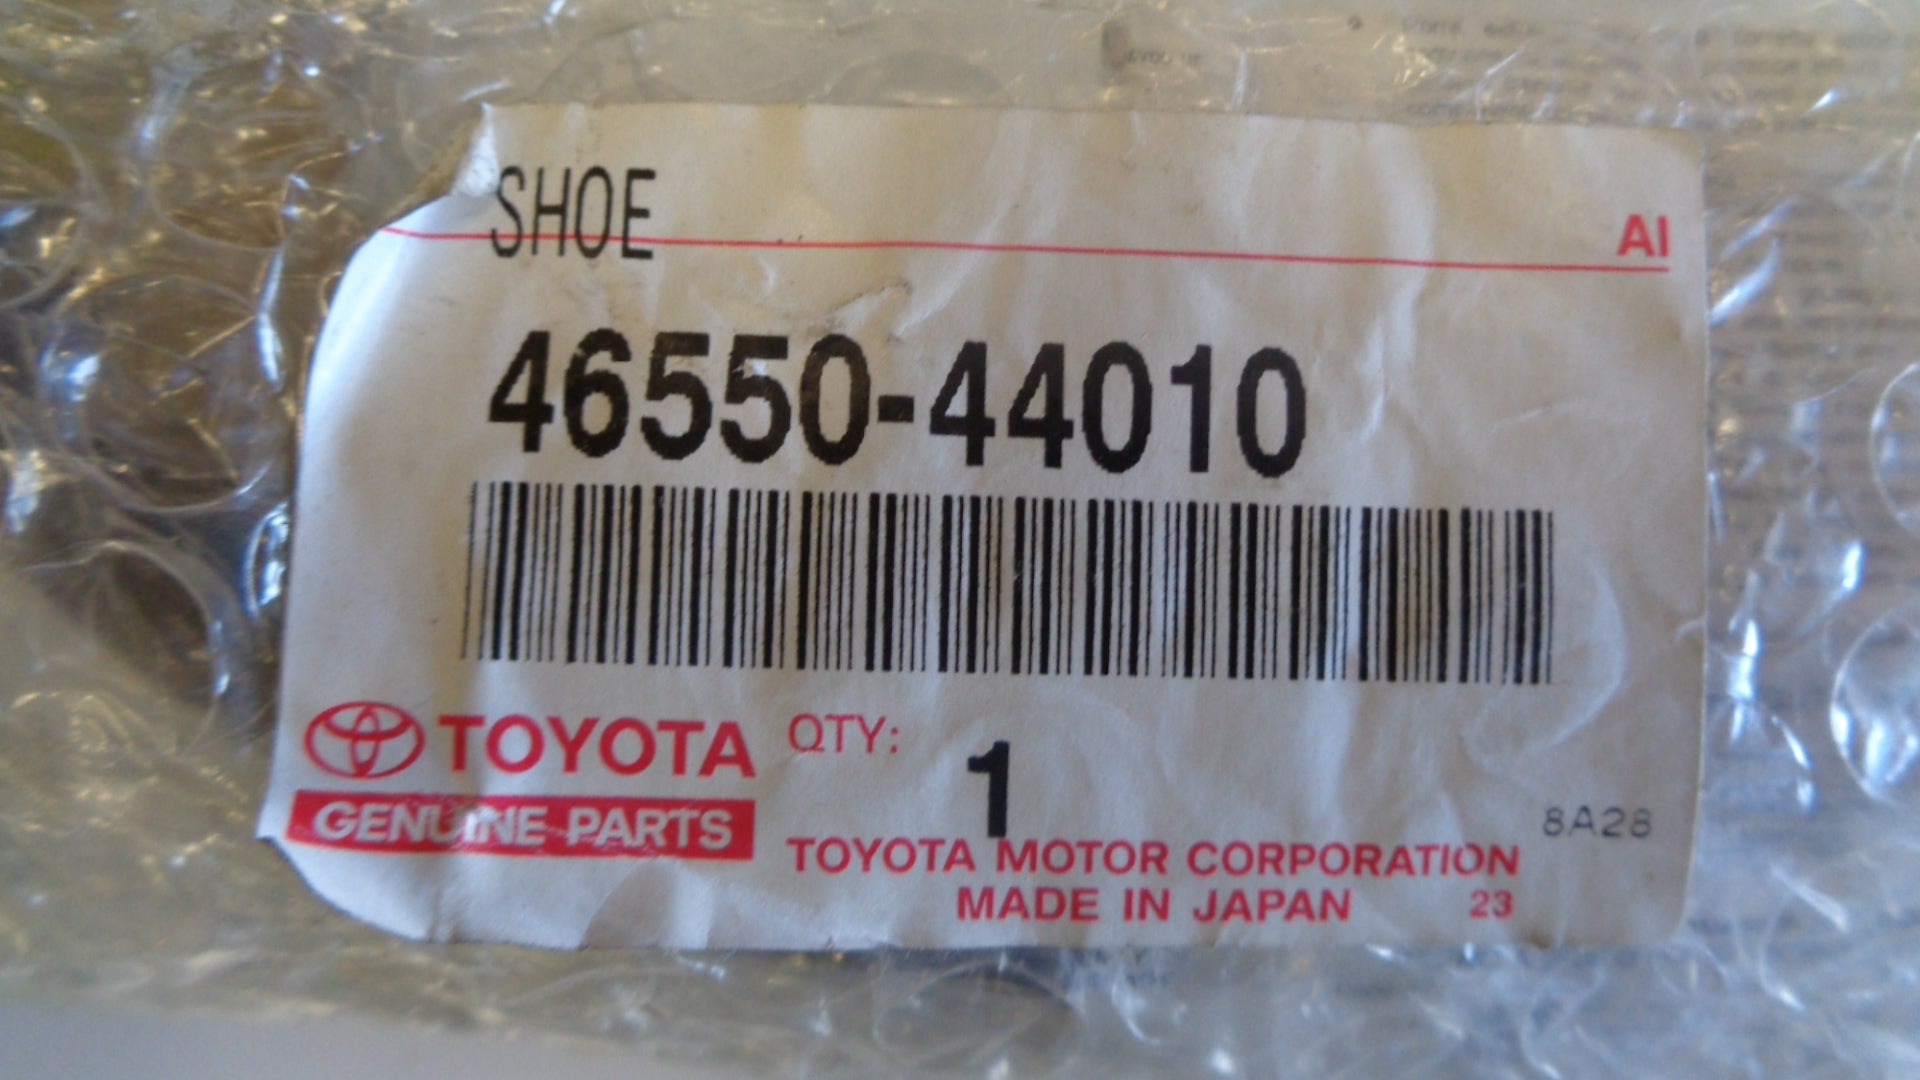 SHOE
AI
46550-44010
TOYOTA
GENUINE PARTS
QTY:
1
8A28
TOYOTA MOTOR CORPORATION
MADE IN JAPAN 23